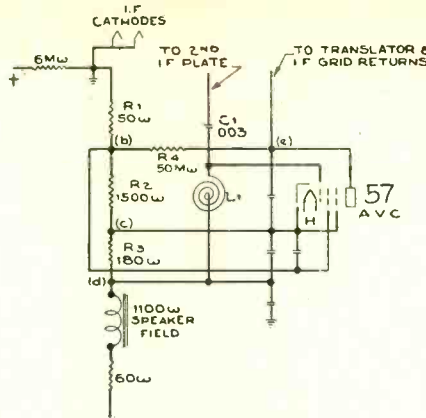 I.F
CATHODES
TO 2ND
I.F PLATE
TO TRANSLATOR &
I.F GRID RETURNS
6Mω
+
R1
50ω
C1
.003
(b)
(e)
R4
50Mω
R2
1500ω
L1
H
57
A V C
(c)
R3
180ω
(d)
1100ω
SPEAKER
FIELD
60ω